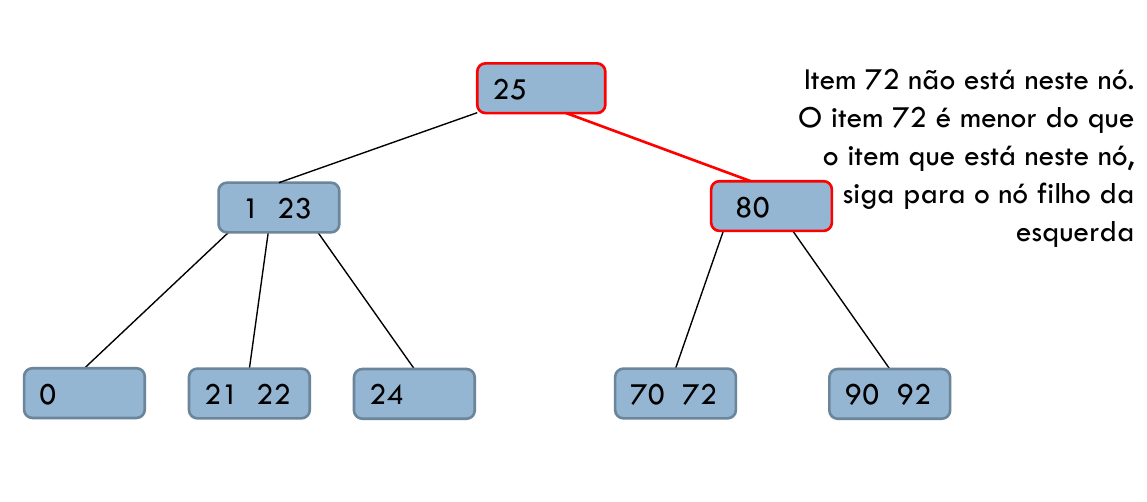 25
Item 72 não está neste nó.
O item 72 é menor do que
o item que está neste nó,
siga para o nó filho da
esquerda
1 23
80
0
21 22
24
70 72
90 92